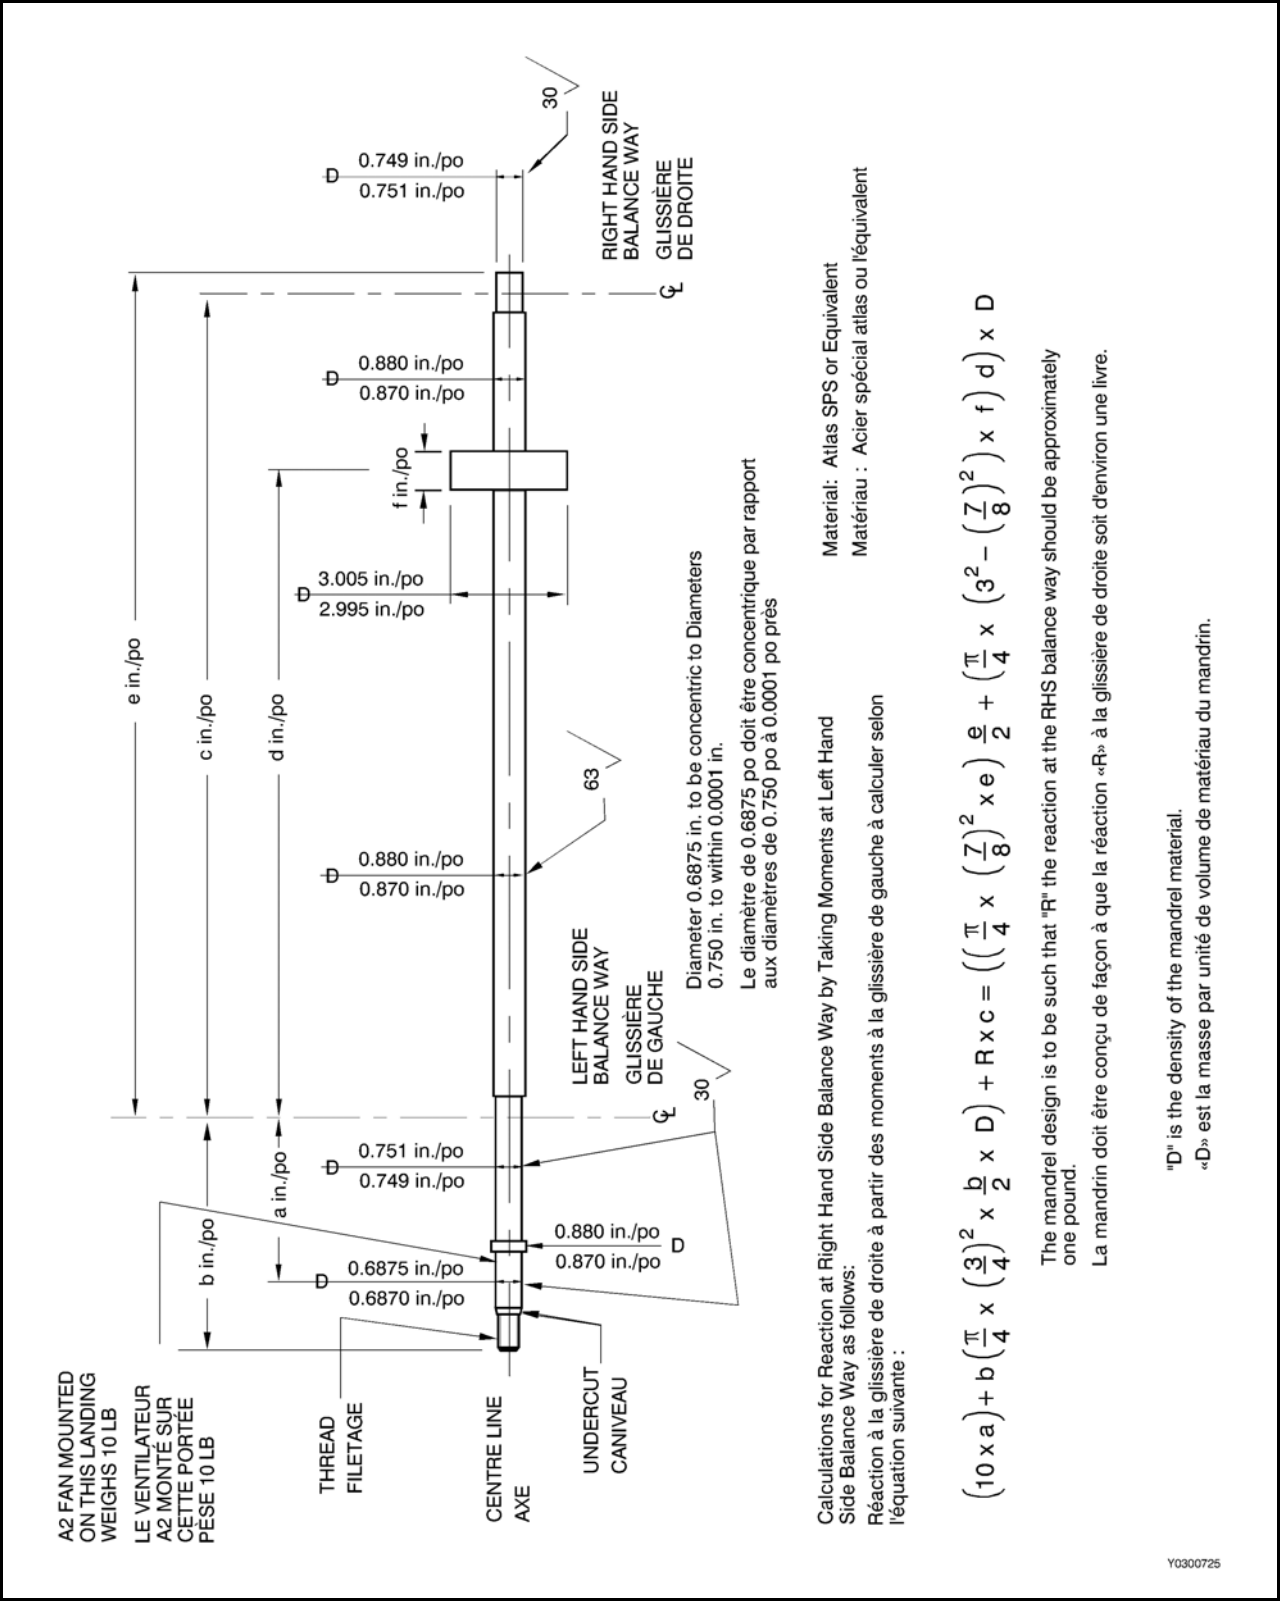 A2 FAN MOUNTED
ON THIS LANDING
WEIGHS 10 LB
LE VENTILATEUR
A2 MONTÉ SUR
CETTE PORTÉE
PÈSE 10 LB
e in./po
c in./po
d in./po
b in./po
a in./po
f in./po
THREAD
FILETAGE
D
0.6875 in./po
0.6870 in./po
D
0.751 in./po
0.749 in./po
D
0.880 in./po
0.870 in./po
D
3.005 in./po
2.995 in./po
D
0.880 in./po
0.870 in./po
D
0.749 in./po
0.751 in./po
CENTRE LINE
AXE
UNDERCUT
CANIVEAU
0.880 in./po
0.870 in./po
D
30
LEFT HAND SIDE
BALANCE WAY
GLISSIÈRE
DE GAUCHE
CL
63
30
RIGHT HAND SIDE
BALANCE WAY
GLISSIÈRE
DE DROITE
CL
Diameter 0.6875 in. to be concentric to Diameters
0.750 in. to within 0.0001 in.
Le diamètre de 0.6875 po doit être concentrique par rapport
aux diamètres de 0.750 po à 0.0001 po près
Material: Atlas SPS or Equivalent
Matériau : Acier spécial atlas ou l'équivalent
Calculations for Reaction at Right Hand Side Balance Way by Taking Moments at Left Hand
Side Balance Way as follows:
Réaction à la glissière de droite à partir des moments à la glissière de gauche à calculer selon
l'équation suivante :
(10 x a) + b (π/4 x (3/4)² x b/2 x D) + R x c = ((π/4 x (7/8)² x e) e/2 + (π/4 x (3² – (7/8)²) x f) d) x D
The mandrel design is to be such that "R" the reaction at the RHS balance way should be approximately
one pound.
La mandrin doit être conçu de façon à que la réaction «R» à la glissière de droite soit d'environ une livre.
"D" is the density of the mandrel material.
«D» est la masse par unité de volume de matériau du mandrin.
Y0300725